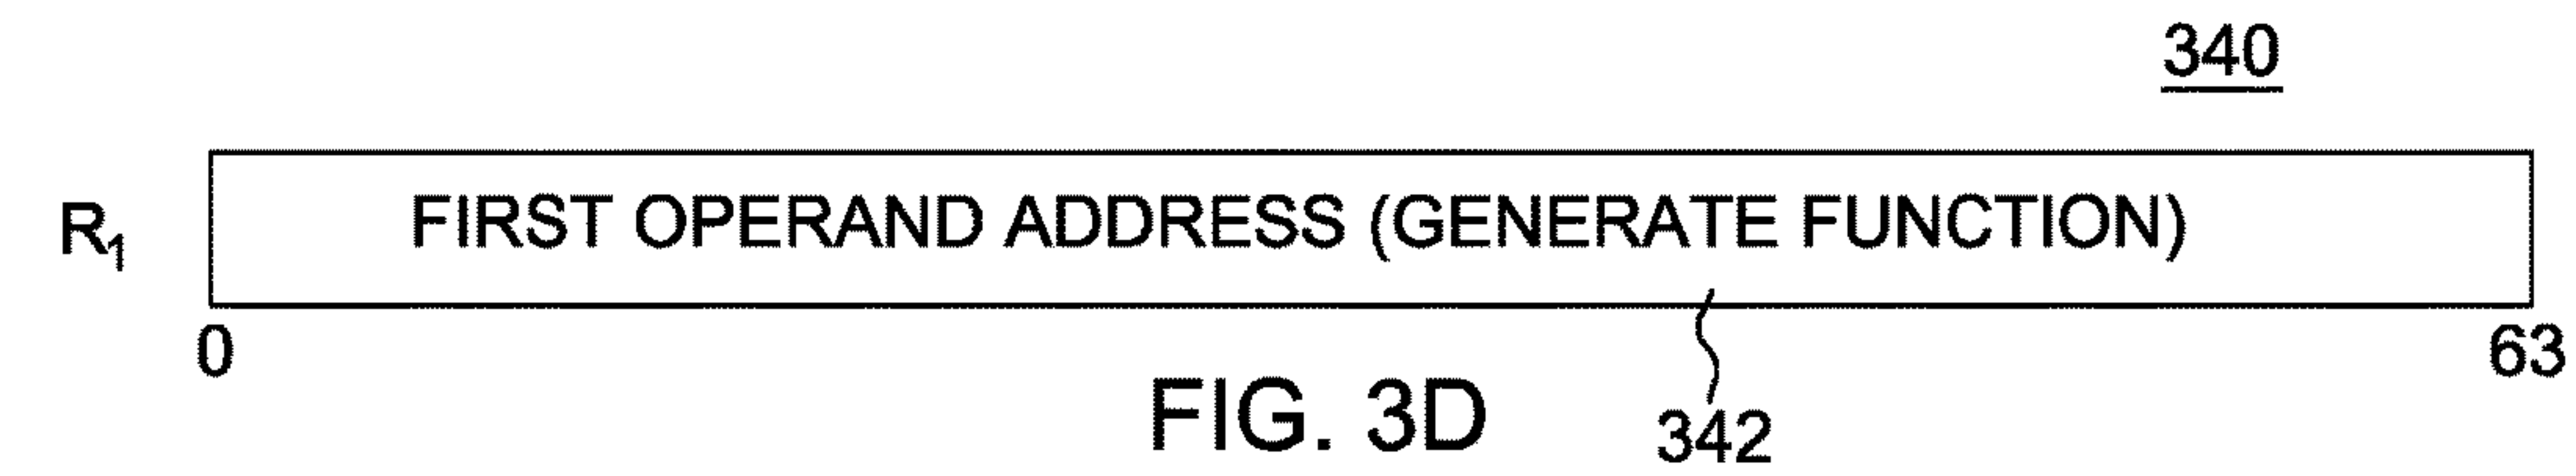 340
R₁ FIRST OPERAND ADDRESS (GENERATE FUNCTION)
0 63
FIG. 3D 342